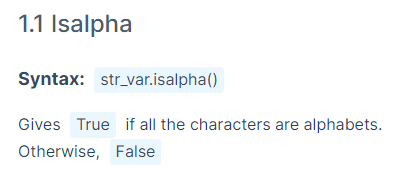 1.1 Isalpha
Syntax: str_var.isalpha()
Gives True if all the characters are alphabets.
Otherwise, False